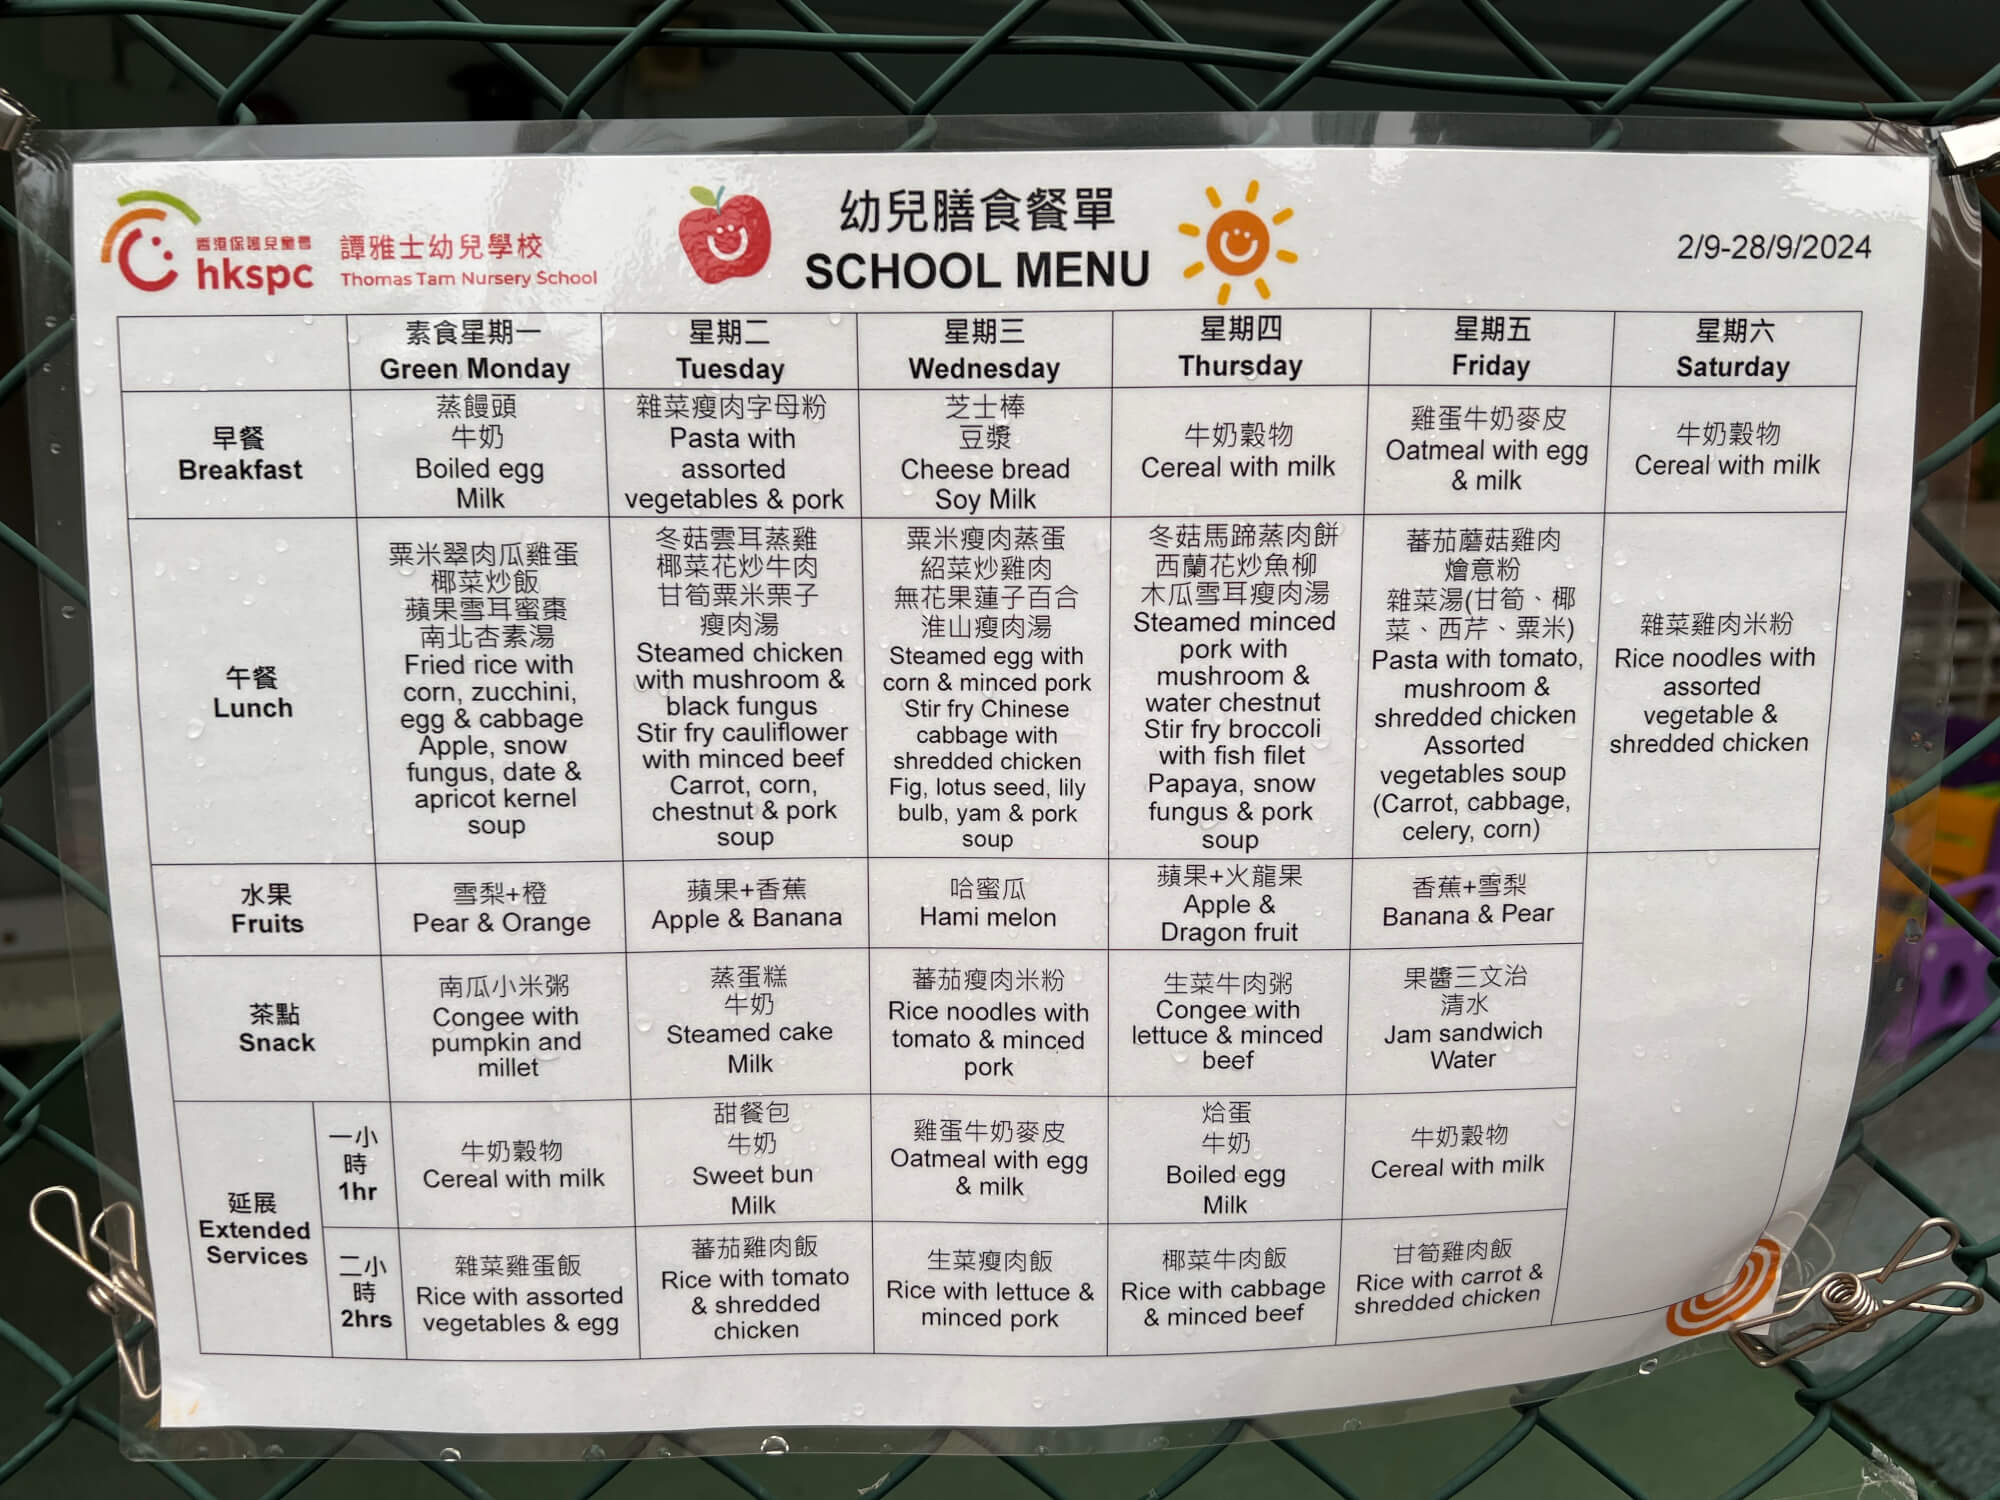 香港保護兒童會
hkspc
譚雅士幼兒學校
Thomas Tam Nursery School
幼兒膳食餐單
SCHOOL MENU
2/9-28/9/2024
素食星期一
Green Monday
星期二
Tuesday
星期三
Wednesday
星期四
Thursday
星期五
Friday
星期六
Saturday
早餐
Breakfast
蒸饅頭
牛奶
Boiled egg
Milk
雜菜瘦肉字母粉
Pasta with
assorted
vegetables & pork
芝士棒
豆漿
Cheese bread
Soy Milk
牛奶穀物
Cereal with milk
雞蛋牛奶麥皮
Oatmeal with egg
& milk
牛奶穀物
Cereal with milk
午餐
Lunch
粟米翠肉瓜雞蛋
椰菜炒飯
蘋果雪耳蜜棗
南北杏素湯
Fried rice with
corn, zucchini,
egg & cabbage
Apple, snow
fungus, date &
apricot kernel
soup
冬菇雲耳蒸雞
椰菜花炒牛肉
甘筍粟米栗子
瘦肉湯
Steamed chicken
with mushroom &
black fungus
Stir fry cauliflower
with minced beef
Carrot, corn,
chestnut & pork
soup
粟米瘦肉蒸蛋
紹菜炒雞肉
無花果蓮子百合
淮山瘦肉湯
Steamed egg with
corn & minced pork
Stir fry Chinese
cabbage with
shredded chicken
Fig, lotus seed, lily
bulb, yam & pork
soup
冬菇馬蹄蒸肉餅
西蘭花炒魚柳
木瓜雪耳瘦肉湯
Steamed minced
pork with
mushroom &
water chestnut
Stir fry broccoli
with fish filet
Papaya, snow
fungus & pork
soup
蕃茄蘑菇雞肉
燴意粉
雜菜湯(甘筍、椰
菜、西芹、粟米)
Pasta with tomato,
mushroom &
shredded chicken
Assorted
vegetables soup
(Carrot, cabbage,
celery, corn)
雜菜雞肉米粉
Rice noodles with
assorted
vegetable &
shredded chicken
水果
Fruits
雪梨+橙
Pear & Orange
蘋果+香蕉
Apple & Banana
哈蜜瓜
Hami melon
蘋果+火龍果
Apple &
Dragon fruit
香蕉+雪梨
Banana & Pear
茶點
Snack
南瓜小米粥
Congee with
pumpkin and
millet
蒸蛋糕
牛奶
Steamed cake
Milk
蕃茄瘦肉米粉
Rice noodles with
tomato & minced
pork
生菜牛肉粥
Congee with
lettuce & minced
beef
果醬三文治
清水
Jam sandwich
Water
延展
Extended
Services
一小
時
1hr
牛奶穀物
Cereal with milk
甜餐包
牛奶
Sweet bun
Milk
雞蛋牛奶麥皮
Oatmeal with egg
& milk
烚蛋
牛奶
Boiled egg
Milk
牛奶穀物
Cereal with milk
二小
時
2hrs
雜菜雞蛋飯
Rice with assorted
vegetables & egg
蕃茄雞肉飯
Rice with tomato
& shredded
chicken
生菜瘦肉飯
Rice with lettuce &
minced pork
椰菜牛肉飯
Rice with cabbage
& minced beef
甘筍雞肉飯
Rice with carrot &
shredded chicken